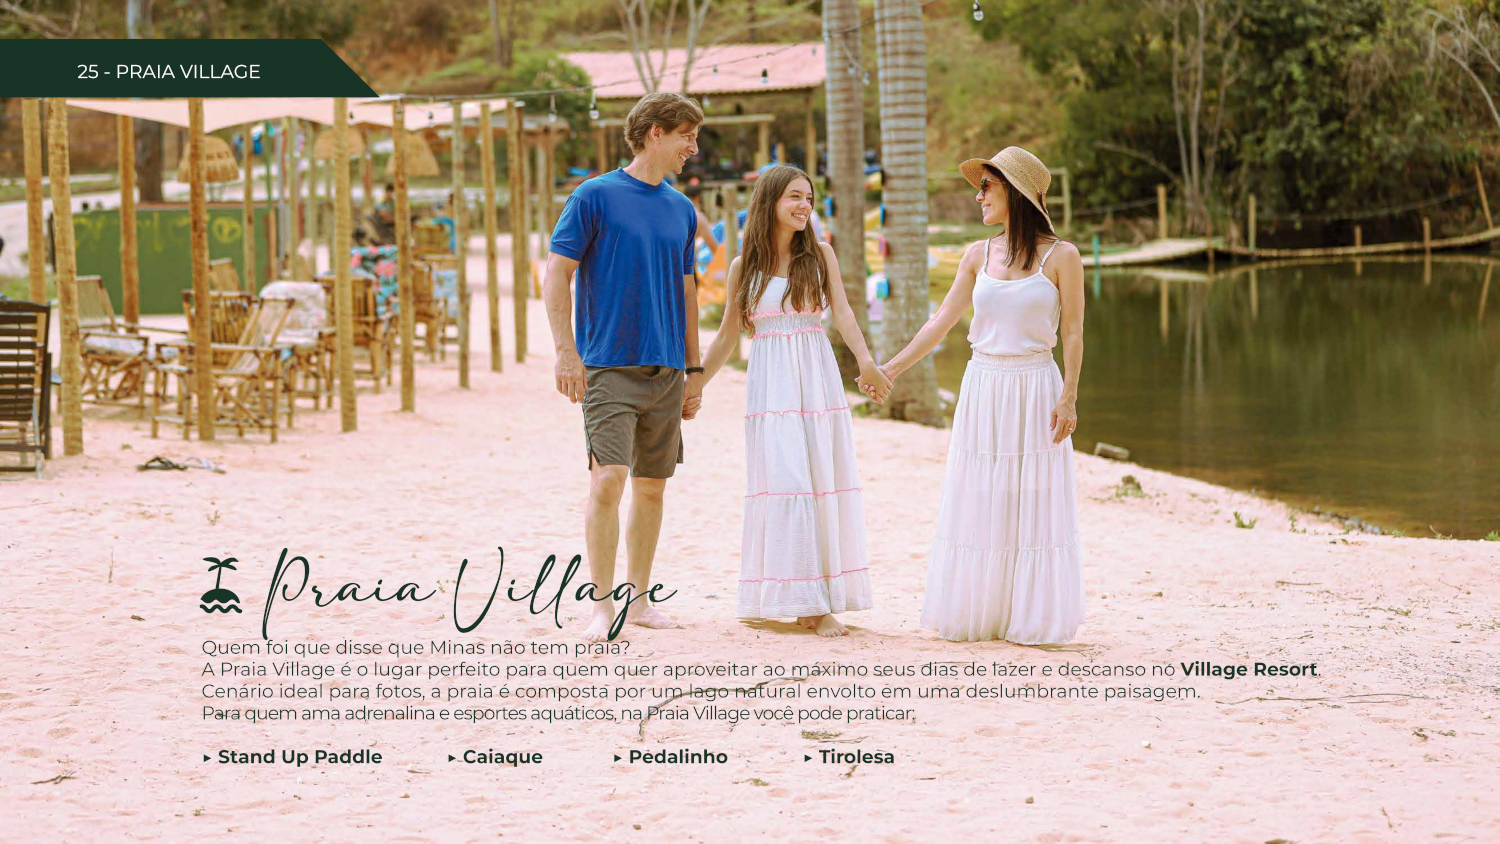 25 - PRAIA VILLAGE
Praia Village
Quem foi que disse que Minas não tem praia?
A Praia Village é o lugar perfeito para quem quer aproveitar ao máximo seus dias de lazer e descanso no Village Resort.
Cenário ideal para fotos, a praia é composta por um lago natural envolto em uma deslumbrante paisagem.
Para quem ama adrenalina e esportes aquáticos, na Praia Village você pode praticar:
▸ Stand Up Paddle ▸ Caiaque ▸ Pedalinho ▸ Tirolesa